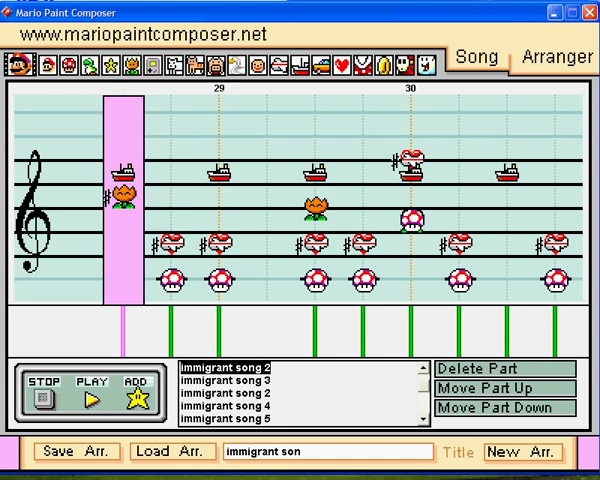 Mario Paint Composer
www.mariopaintcomposer.net
Song
Arranger
29
30
STOP
PLAY
ADD
immigrant song 2
immigrant song 3
immigrant song 2
immigrant song 4
immigrant song 5
Delete Part
Move Part Up
Move Part Down
Save Arr.
Load Arr.
immigrant son
Title
New Arr.